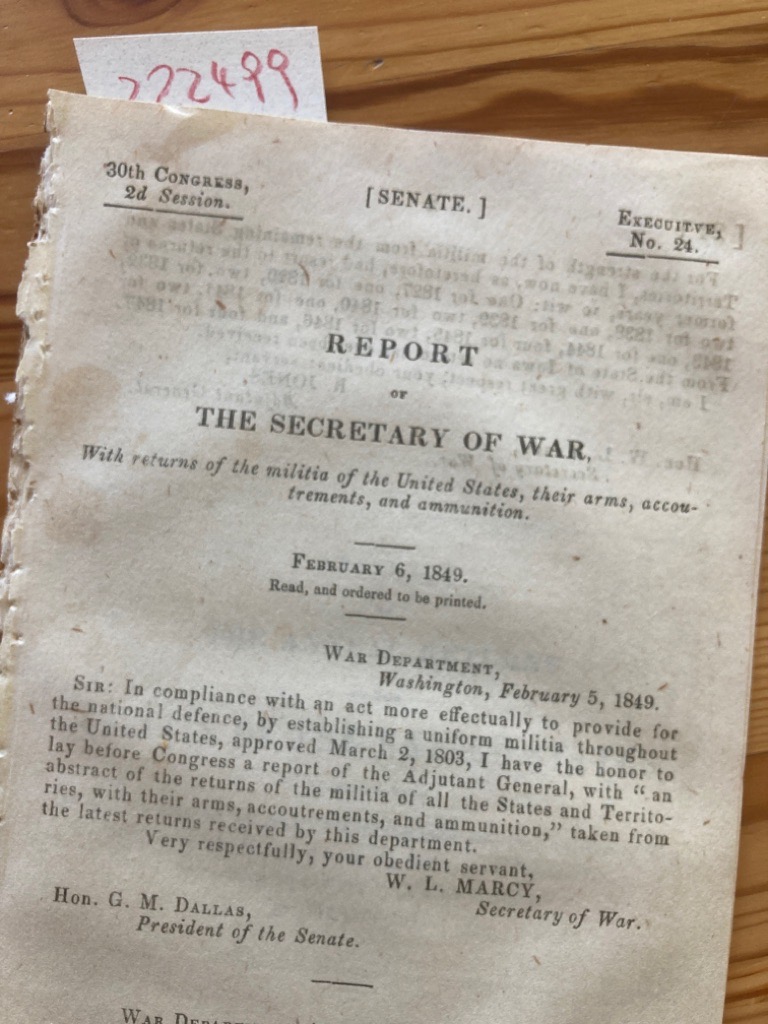 222499
30th CONGRESS,
2d Session.
[ SENATE. ]
EXECUITVE,
No. 24.
]
REPORT
OF
THE SECRETARY OF WAR,
With returns of the militia of the United States, their arms, accou-
trements, and ammunition.
FEBRUARY 6, 1849.
Read, and ordered to be printed.
WAR DEPARTMENT,
Washington, February 5, 1849.
SIR: In compliance with an act more effectually to provide for
the national defence, by establishing a uniform militia throughout
the United States, approved March 2, 1803, I have the honor to
lay before Congress a report of the Adjutant General, with "an
abstract of the returns of the militia of all the States and Territo-
ries, with their arms, accoutrements, and ammunition," taken from
the latest returns received by this department.
Very respectfully, your obedient servant,
W. L. MARCY,
Secretary of War.
Hon. G. M. DALLAS,
President of the Senate.
WAR